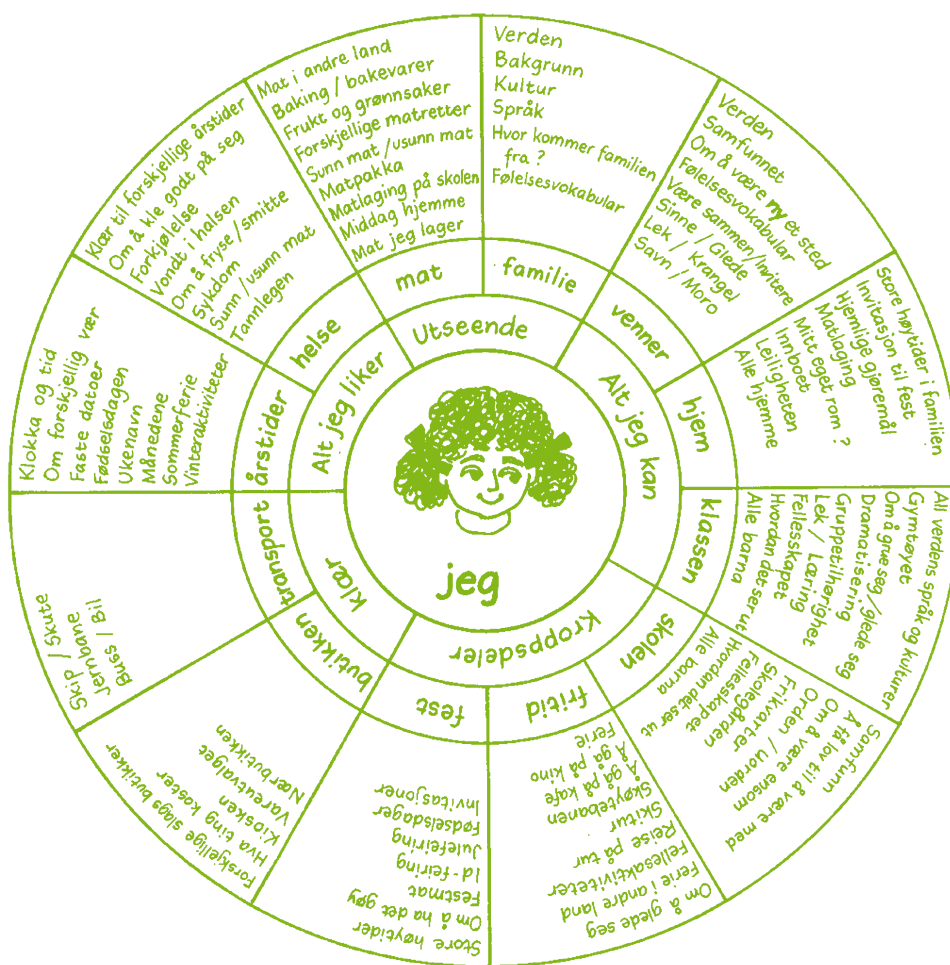 jeg
Utseende
Alt jeg kan
Kroppsdeler
klær
Alt jeg liker
mat
Mat i andre land
Baking / bakevarer
Frukt og grønnsaker
Forskjellige matretter
Sunn mat / usunn mat
Matpakka
Matlaging på skolen
Middag hjemme
Mat jeg lager
familie
Verden
Bakgrunn
Kultur
Språk
Hvor kommer familien
fra ?
Følelsesvokabular
venner
Verden
Samfunnet
Om å være ny et sted
Følelsesvokabular
Være sammen/invitere
Sinne / Glede
Lek / krangel
Savn / Moro
hjem
Store høytider i familien
Invitasjon til fest
Hjemlige gjøremål
Matlaging
Mitt eget rom ?
Innboet
Leiligheten
Alle hjemme
klassen
All verdens språk og kulturer
Gymtøyet
Om å grue seg/glede seg
Dramatisering
Gruppetilhørighet
Lek / Læring
Fellesskapet
Hvordan det ser ut
Alle barna
skolen
Alle barna
Hvordan det ser ut
Fellesskapet
Skolegården
Frikvarter
Orden / uorden
Om å være ensom
Å få lov til å være med
Samfunn
fritid
Ferie
Å gå på kino
Å gå på kafe
Skøytebanen
Skitur
Reise på tur
Fellesaktiviteter
Ferie i andre land
Om å glede seg
fest
Invitasjoner
Fødselsdager
Julefeiring
Id-feiring
Festmat
Om å ha det gøy
Store høytider
butikken
Nær butikken
Vareutvalget
Kiosken
Hva ting koster
Forskjellige slags butikker
transport
Skip / Skute
Jernbane
Buss / Bil
årstider
Klokka og tid
Om forskjellig vær
Faste datoer
Fødselsdagen
Ukenavn
Månedene
Sommerferie
Vinteraktiviteter
helse
Klær til forskjellige årstider
Om å kle godt på seg
Forkjølelse
Vondt i halsen
Om å fryse/smitte
Sykdom
Sunn /usunn mat
Tannlegen